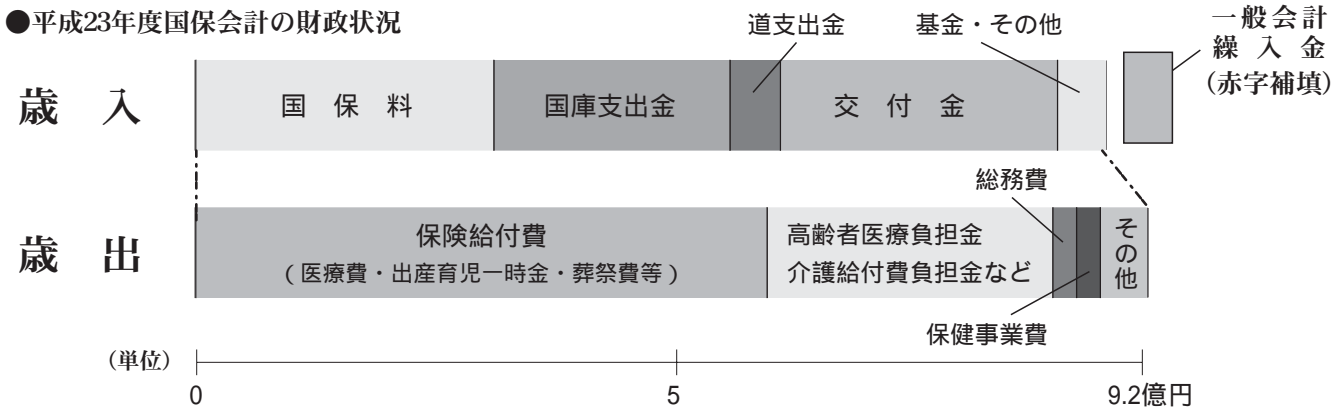 ●平成23年度国保会計の財政状況
道支出金
基金・その他
一般会計
繰入金
(赤字補填)
歳入
国保料
国庫支出金
交付金
総務費
歳出
保険給付費
(医療費・出産育児一時金・葬祭費等)
高齢者医療負担金
介護給付費負担金など
その他
保健事業費
(単位)
0
5
9.2億円